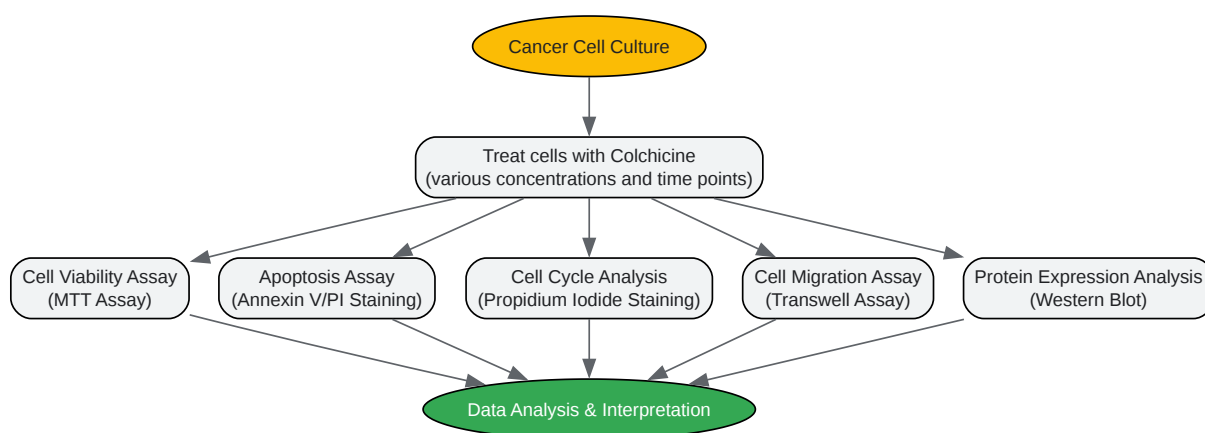 Cancer Cell Culture
Treat cells with Colchicine
(various concentrations and time points)
Cell Viability Assay
(MTT Assay)
Apoptosis Assay
(Annexin V/PI Staining)
Cell Cycle Analysis
(Propidium Iodide Staining)
Cell Migration Assay
(Transwell Assay)
Protein Expression Analysis
(Western Blot)
Data Analysis & Interpretation